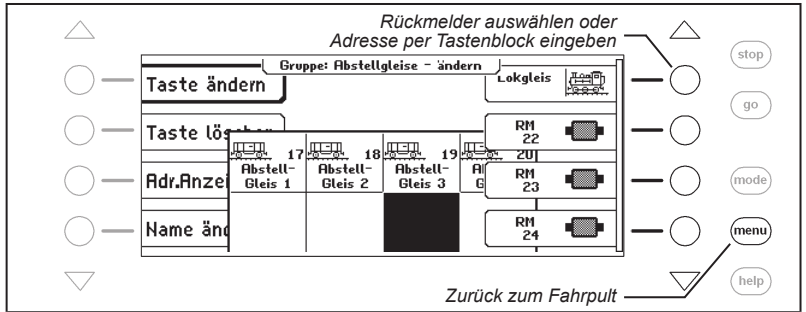 Rückmelder auswählen oder
Adresse per Tastenblock eingeben
stop
Gruppe: Abstellgleise - ändern
Taste ändern
Lokgleis
go
Taste lös
17
18
19
20
RM
22
Adr.Anzei
Abstell-
Gleis 1
Abstell-
Gleis 2
Abstell-
Gleis 3
RM
23
mode
Name änd
RM
24
menu
Zurück zum Fahrpult
help